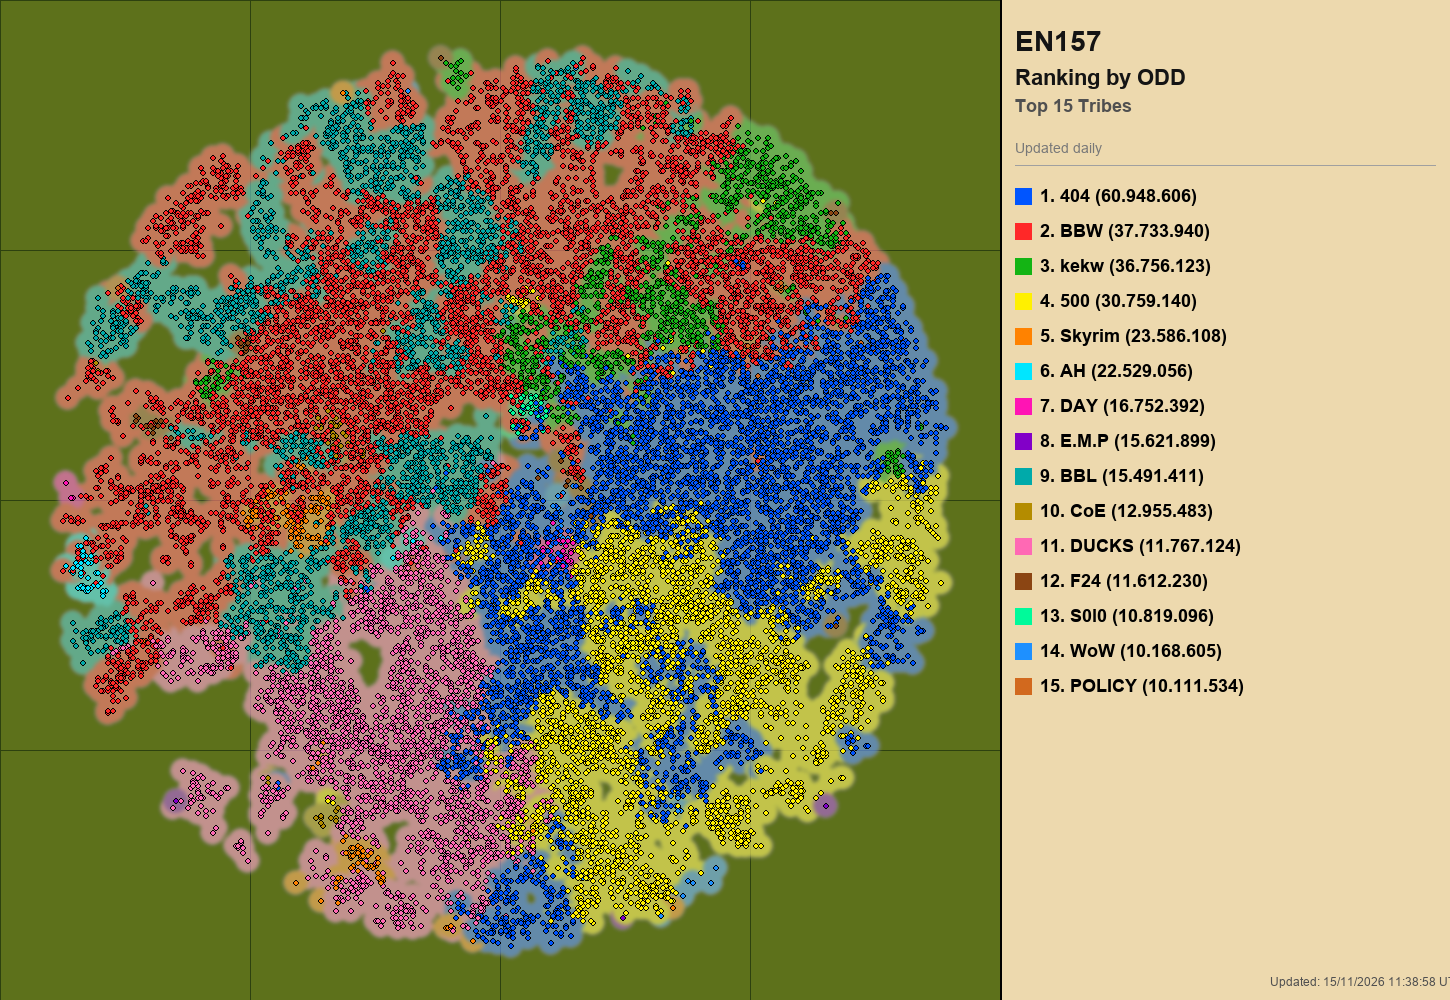 EN157
Ranking by ODD
Top 15 Tribes
Updated daily
1. 404 (60.948.606)
2. BBW (37.733.940)
3. kekw (36.756.123)
4. 500 (30.759.140)
5. Skyrim (23.586.108)
6. AH (22.529.056)
7. DAY (16.752.392)
8. E.M.P (15.621.899)
9. BBL (15.491.411)
10. CoE (12.955.483)
11. DUCKS (11.767.124)
12. F24 (11.612.230)
13. S0I0 (10.819.096)
14. WoW (10.168.605)
15. POLICY (10.111.534)
Updated: 15/11/2026 11:38:58 U